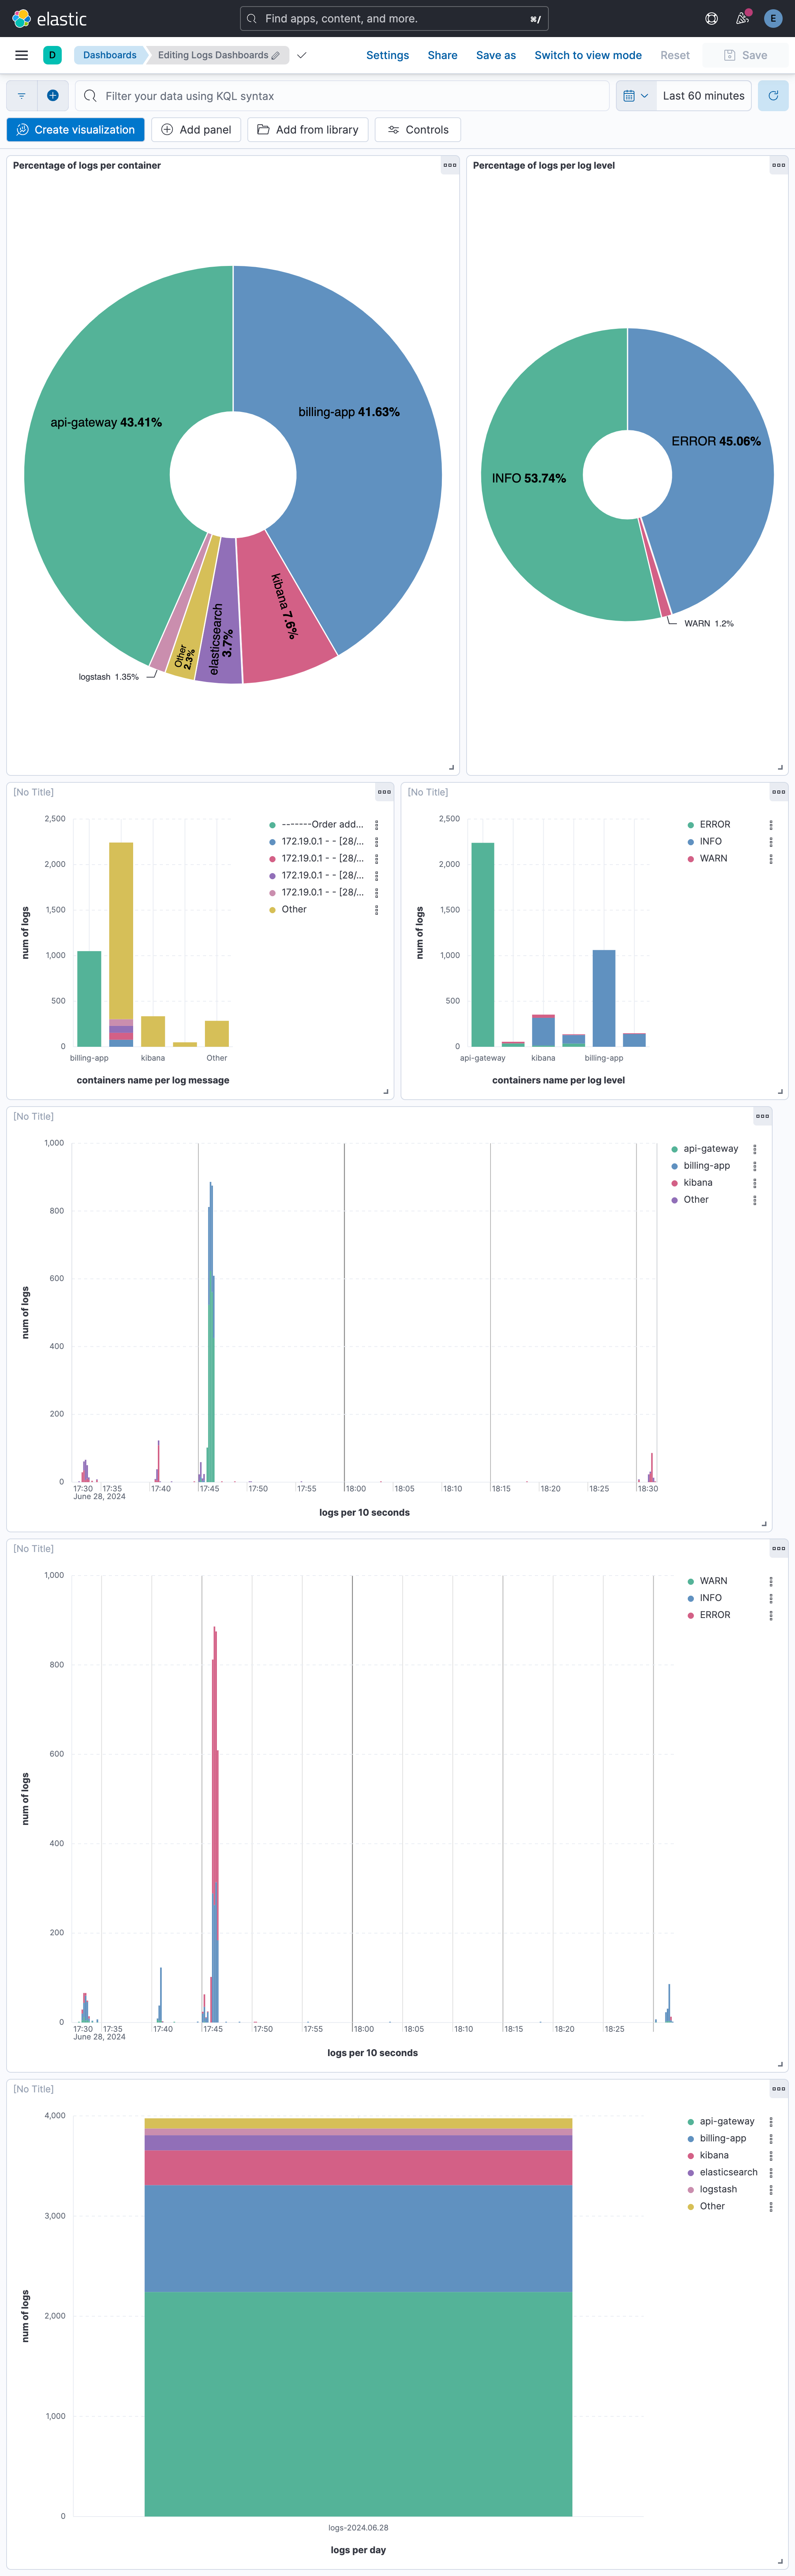 elastic
Find apps, content, and more.
⌘/
E
D
Dashboards
Editing Logs Dashboards
Settings
Share
Save as
Switch to view mode
Reset
Save
Filter your data using KQL syntax
Last 60 minutes
Create visualization
Add panel
Add from library
Controls
Percentage of logs per container
api-gateway 43.41%
billing-app 41.63%
kibana 7.6%
elasticsearch
3.7%
Other
2.3%
logstash 1.35%
Percentage of logs per log level
INFO 53.74%
ERROR 45.06%
WARN 1.2%
[No Title]
num of logs
2,500
2,000
1,500
1,000
500
0
billing-app
kibana
Other
containers name per log message
-------Order add...
172.19.0.1 - - [28/...
172.19.0.1 - - [28/...
172.19.0.1 - - [28/...
172.19.0.1 - - [28/...
Other
[No Title]
num of logs
2,500
2,000
1,500
1,000
500
0
api-gateway
kibana
billing-app
containers name per log level
ERROR
INFO
WARN
[No Title]
num of logs
1,000
800
600
400
200
0
17:30
17:35
17:40
17:45
17:50
17:55
18:00
18:05
18:10
18:15
18:20
18:25
18:30
June 28, 2024
logs per 10 seconds
api-gateway
billing-app
kibana
Other
[No Title]
num of logs
1,000
800
600
400
200
0
17:30
17:35
17:40
17:45
17:50
17:55
18:00
18:05
18:10
18:15
18:20
18:25
June 28, 2024
logs per 10 seconds
WARN
INFO
ERROR
[No Title]
num of logs
4,000
3,000
2,000
1,000
0
logs-2024.06.28
logs per day
api-gateway
billing-app
kibana
elasticsearch
logstash
Other